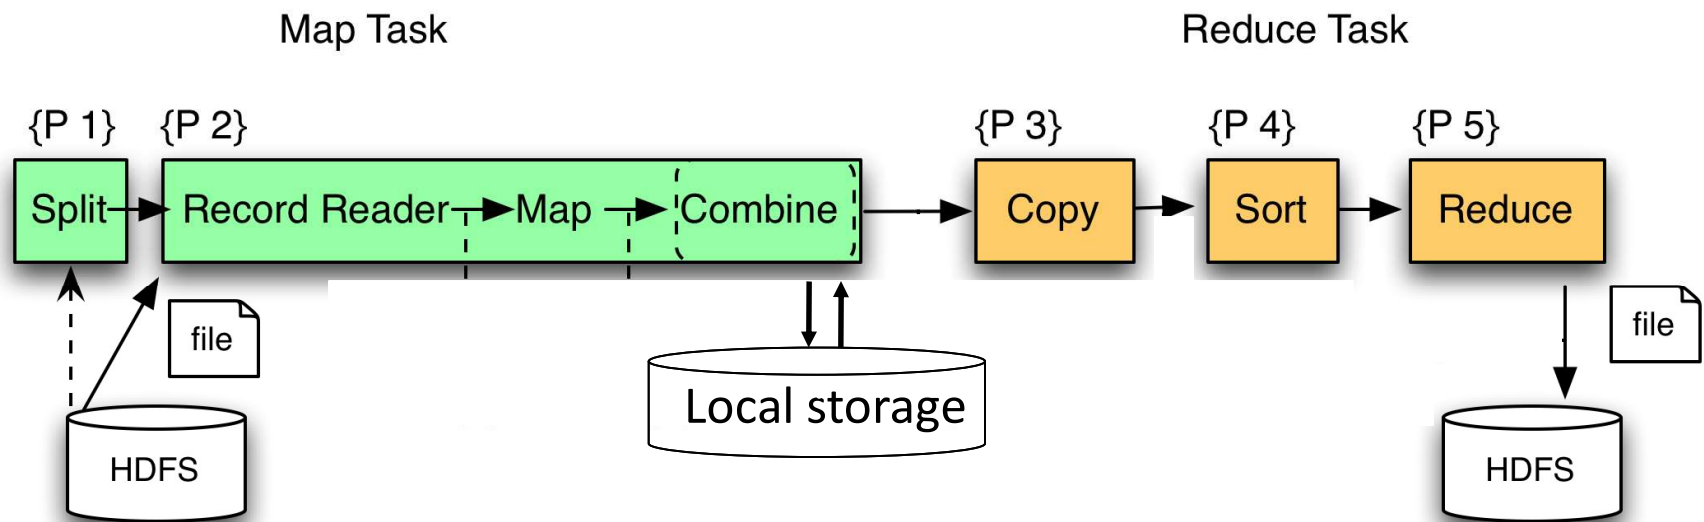 Map Task
Reduce Task
{P 1}
{P 2}
{P 3}
{P 4}
{P 5}
Split
Record Reader
Map
Combine
Copy
Sort
Reduce
file
file
Local storage
HDFS
HDFS